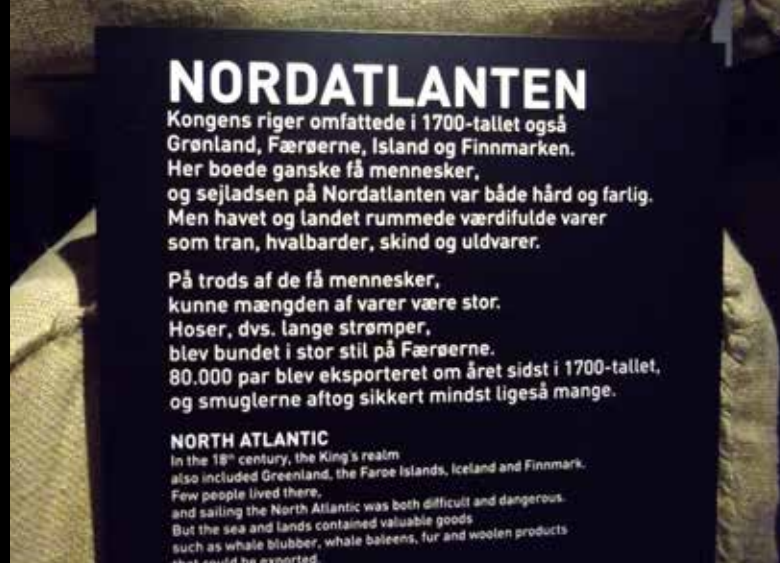 NORDATLANTEN
Kongens riger omfattede i 1700-tallet også
Grønland, Færøerne, Island og Finnmarken.
Her boede ganske få mennesker,
og sejladsen på Nordatlanten var både hård og farlig.
Men havet og landet rummede værdifulde varer
som tran, hvalbarder, skind og uldvarer.
På trods af de få mennesker,
kunne mængden af varer være stor.
Hoser, dvs. lange strømper,
blev bundet i stor stil på Færøerne.
80.000 par blev eksporteret om året sidst i 1700-tallet,
og smuglerne aftog sikkert mindst ligeså mange.
NORTH ATLANTIC
In the 18th century, the King's realm
also included Greenland, the Faroe Islands, Iceland and Finnmark.
Few people lived there,
and sailing the North Atlantic was both difficult and dangerous.
But the sea and lands contained valuable goods
such as whale blubber, whale baleens, fur and woolen products
that could be exported.